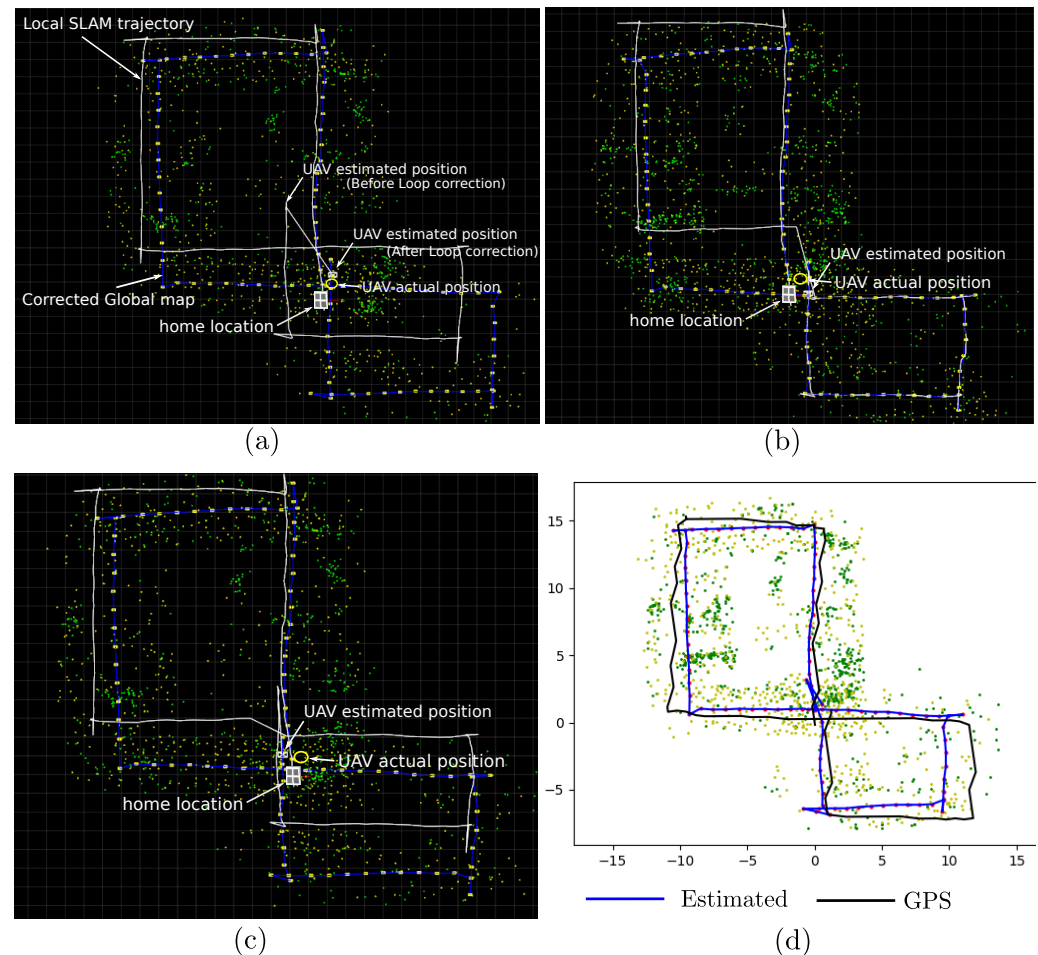 Local SLAM trajectory
UAV estimated position
(Before Loop correction)
UAV estimated position
(After Loop correction)
UAV actual position
Corrected Global map
home location
(a)
UAV estimated position
UAV actual position
home location
(b)
UAV estimated position
UAV actual position
home location
(c)
15
10
5
0
−5
−15
−10
−5
0
5
10
15
Estimated
GPS
(d)